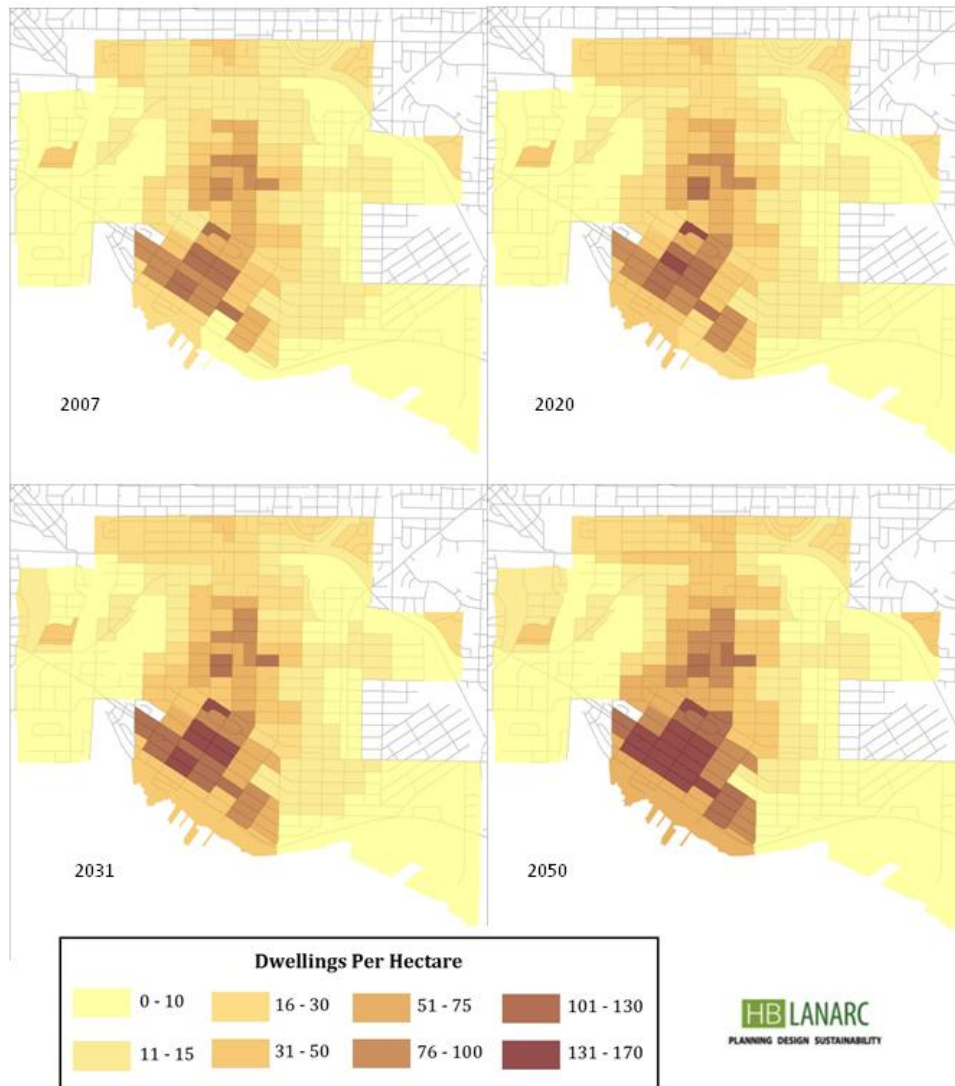 2007
2020
2031
2050
Dwellings Per Hectare
0 - 10
16 - 30
51 - 75
101 - 130
11 - 15
31 - 50
76 - 100
131 - 170
HB LANARC
PLANNING DESIGN SUSTAINABILITY